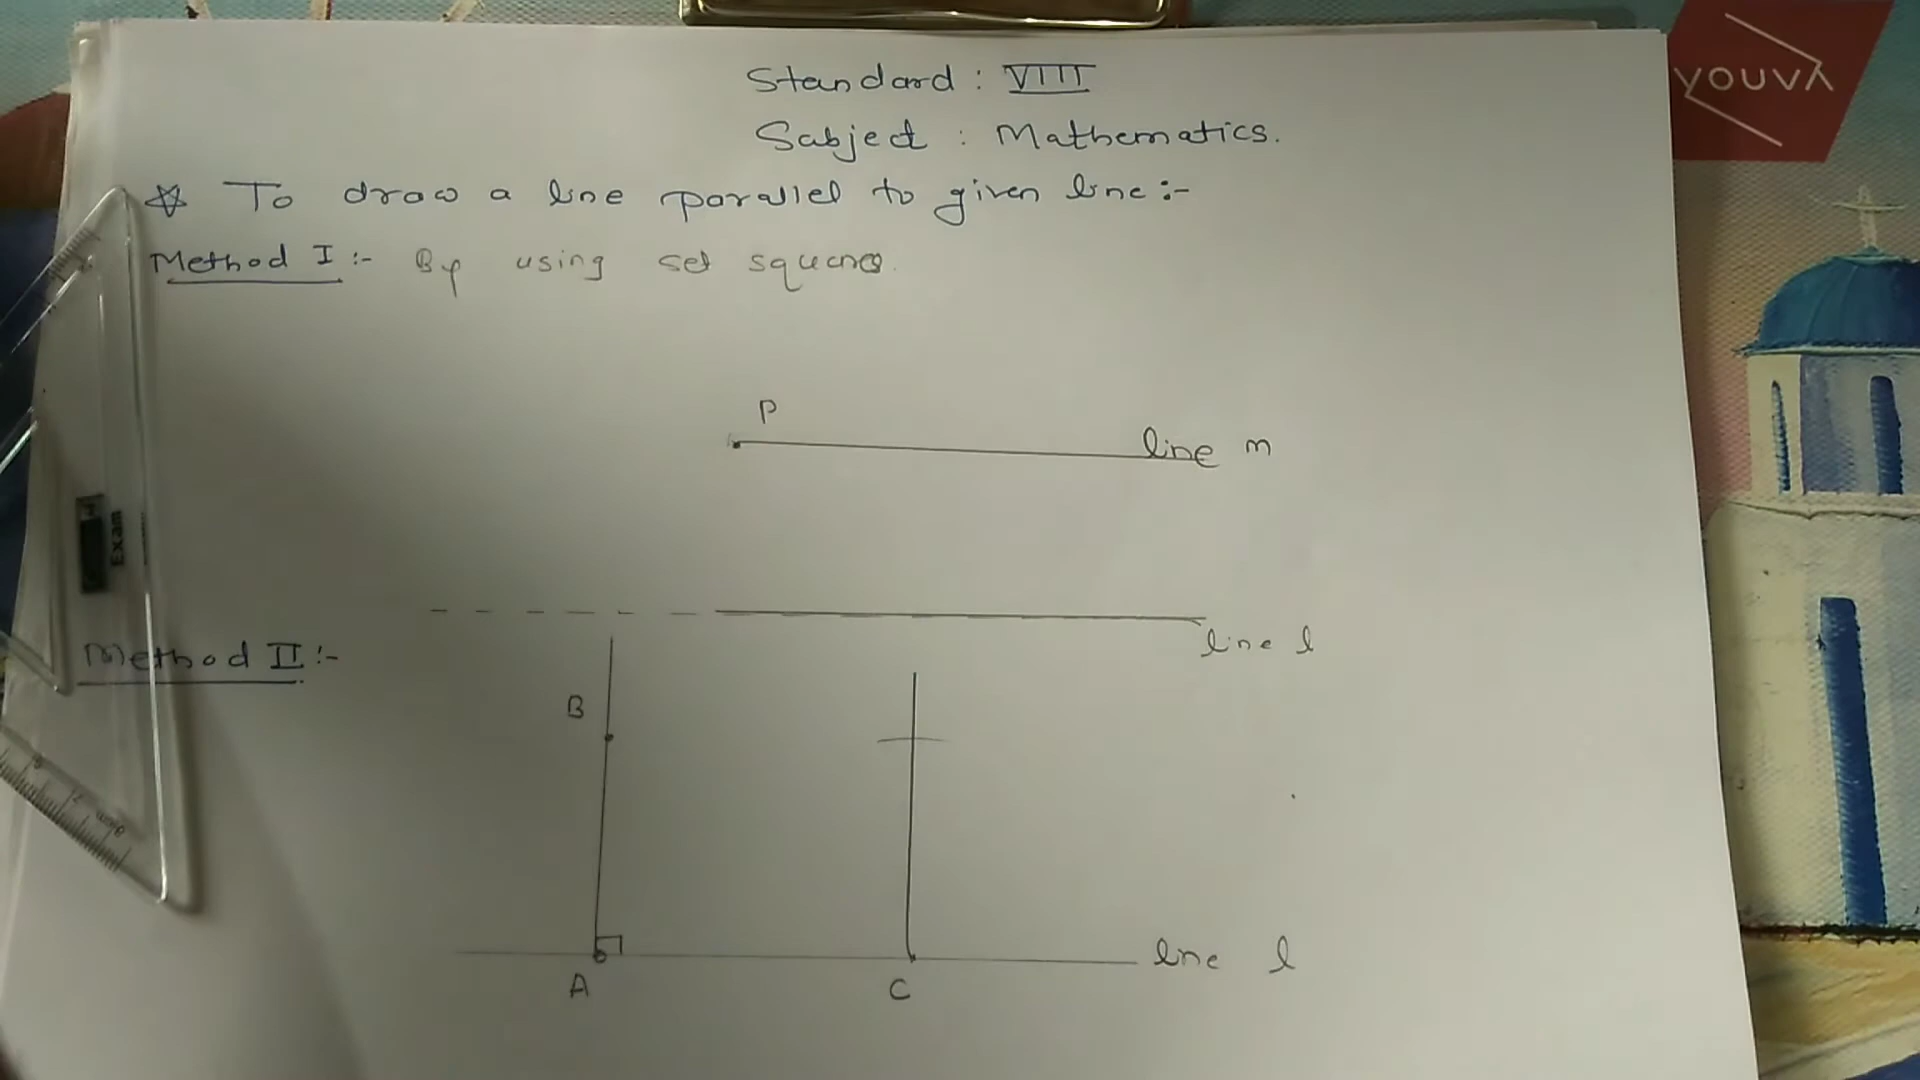 Standard : VIII
YOUVA
Subject : Mathematics.
☆ To draw a line parallel to given line :-
Method I :- By using set squares.
P
line m
line l
Method II :-
B
Exam
line l
A
C